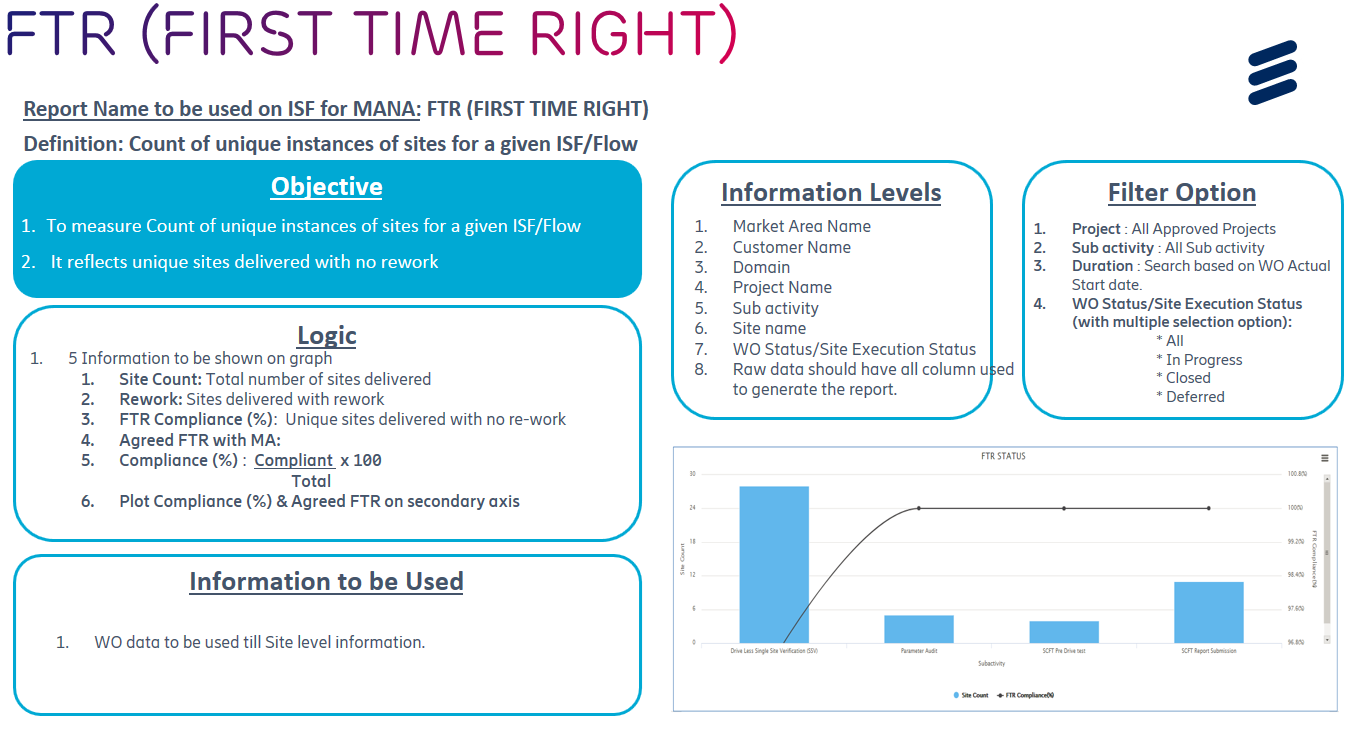 FTR (FIRST TIME RIGHT)
Report Name to be used on ISF for MANA: FTR (FIRST TIME RIGHT)
Definition: Count of unique instances of sites for a given ISF/Flow
Objective
1. To measure Count of unique instances of sites for a given ISF/Flow
2. It reflects unique sites delivered with no rework
Logic
1. 5 Information to be shown on graph
1. Site Count: Total number of sites delivered
2. Rework: Sites delivered with rework
3. FTR Compliance (%): Unique sites delivered with no re-work
4. Agreed FTR with MA:
5. Compliance (%) : Compliant x 100
Total
6. Plot Compliance (%) & Agreed FTR on secondary axis
Information to be Used
1. WO data to be used till Site level information.
Information Levels
1. Market Area Name
2. Customer Name
3. Domain
4. Project Name
5. Sub activity
6. Site name
7. WO Status/Site Execution Status
8. Raw data should have all column used
to generate the report.
Filter Option
1. Project : All Approved Projects
2. Sub activity : All Sub activity
3. Duration : Search based on WO Actual
Start date.
4. WO Status/Site Execution Status
(with multiple selection option):
* All
* In Progress
* Closed
* Deferred
FTR STATUS
30
24
18
12
6
0
Site Count
100.8(%)
100(%)
99.2(%)
98.4(%)
97.6(%)
96.8(%)
FTR Compliance(%)
Drive Less Single Site Verification (SSV)
Parameter Audit
SCFT Pre Drive test
SCFT Report Submission
Subactivity
Site Count
FTR Compliance(%)